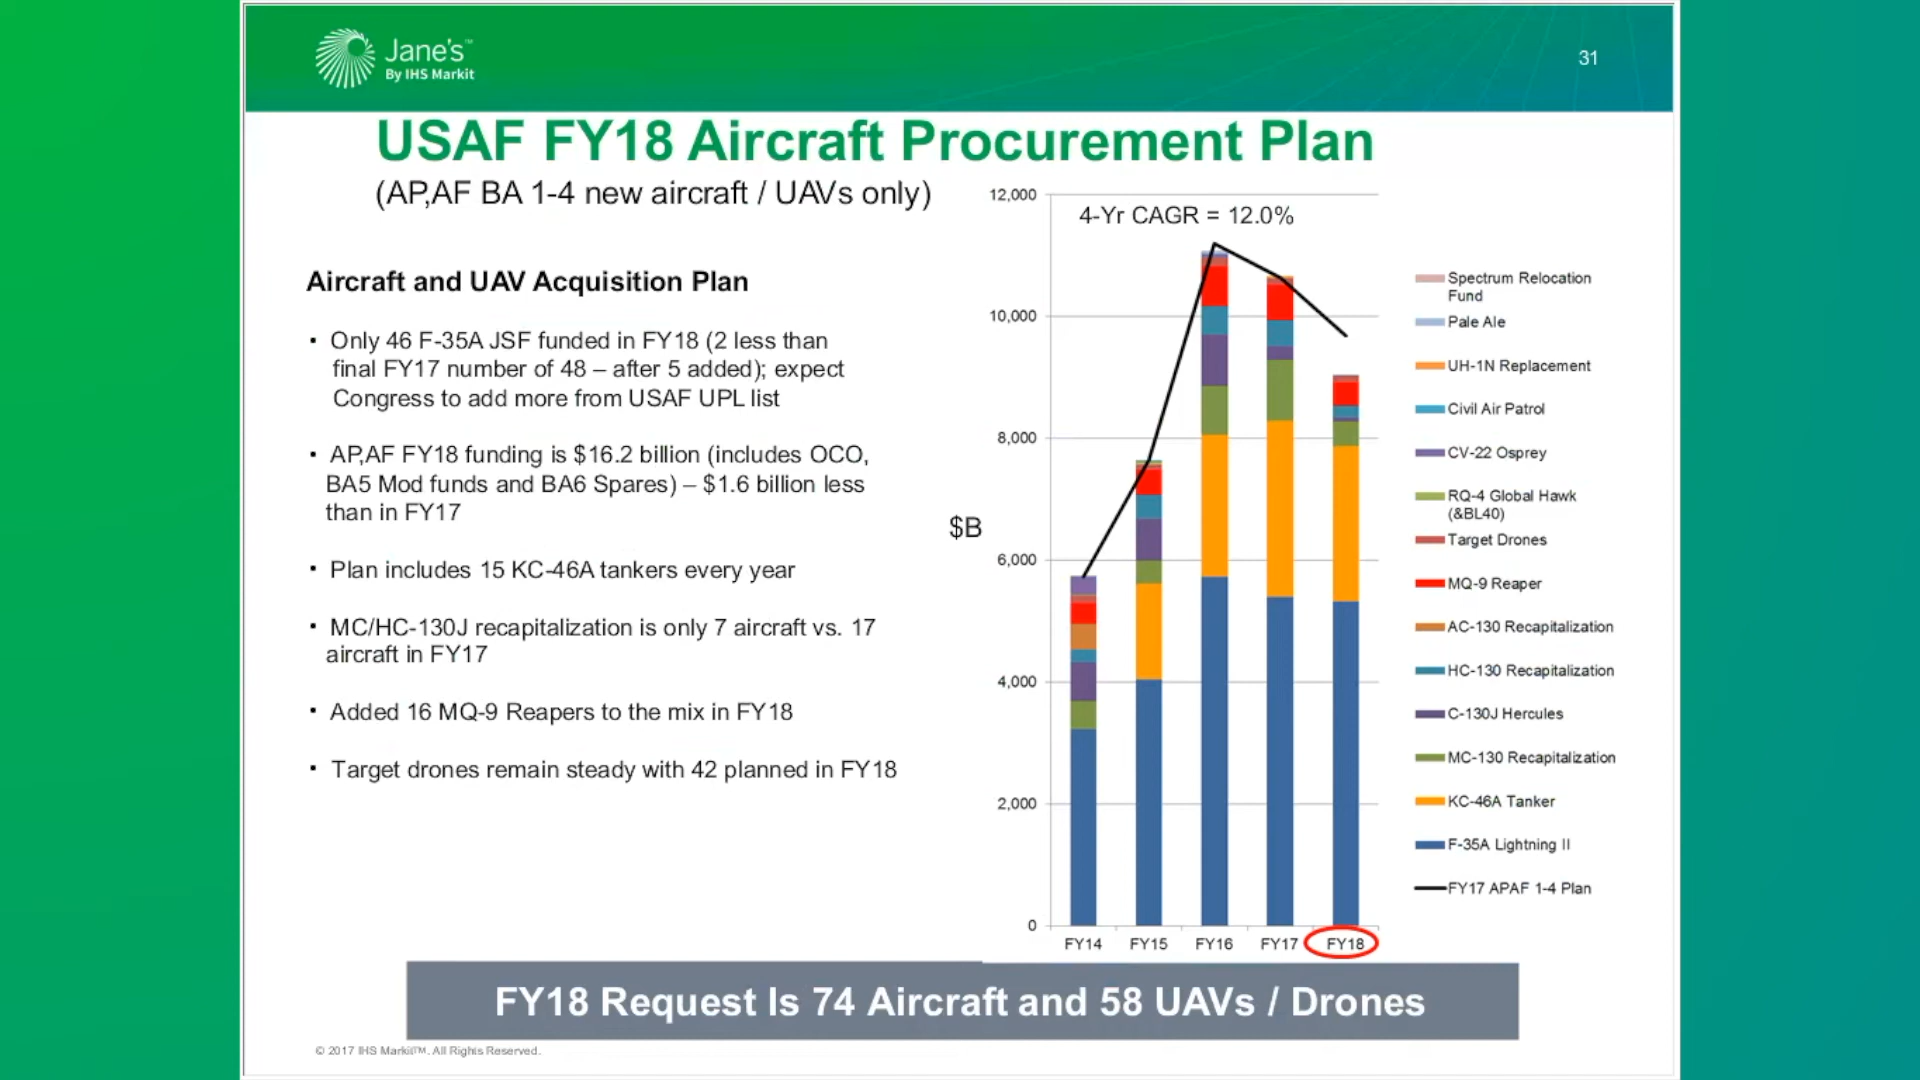 Jane's™
By IHS Markit
31
USAF FY18 Aircraft Procurement Plan
(AP,AF BA 1-4 new aircraft / UAVs only)
Aircraft and UAV Acquisition Plan
· Only 46 F-35A JSF funded in FY18 (2 less than
final FY17 number of 48 – after 5 added); expect
Congress to add more from USAF UPL list
· AP,AF FY18 funding is $16.2 billion (includes OCO,
BA5 Mod funds and BA6 Spares) – $1.6 billion less
than in FY17
· Plan includes 15 KC-46A tankers every year
· MC/HC-130J recapitalization is only 7 aircraft vs. 17
aircraft in FY17
· Added 16 MQ-9 Reapers to the mix in FY18
· Target drones remain steady with 42 planned in FY18
4-Yr CAGR = 12.0%
$B
12,000
10,000
8,000
6,000
4,000
2,000
0
FY14 FY15 FY16 FY17 FY18
Spectrum Relocation
Fund
Pale Ale
UH-1N Replacement
Civil Air Patrol
CV-22 Osprey
RQ-4 Global Hawk
(&BL40)
Target Drones
MQ-9 Reaper
AC-130 Recapitalization
HC-130 Recapitalization
C-130J Hercules
MC-130 Recapitalization
KC-46A Tanker
F-35A Lightning II
FY17 APAF 1-4 Plan
FY18 Request Is 74 Aircraft and 58 UAVs / Drones
© 2017 IHS Markit™. All Rights Reserved.